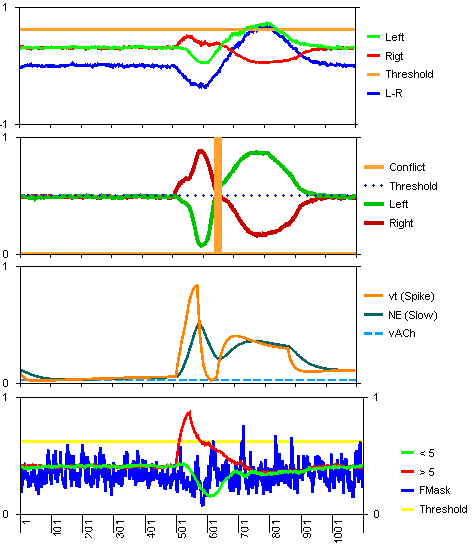 1
Left
Rigt
Threshold
L-R
-1
1
Conflict
Threshold
Left
Right
0
1
vt (Spike)
NE (Slow)
vACh
0
1 1
< 5
> 5
FMask
Threshold
0 0
1 101 201 301 401 501 601 701 801 901 1001